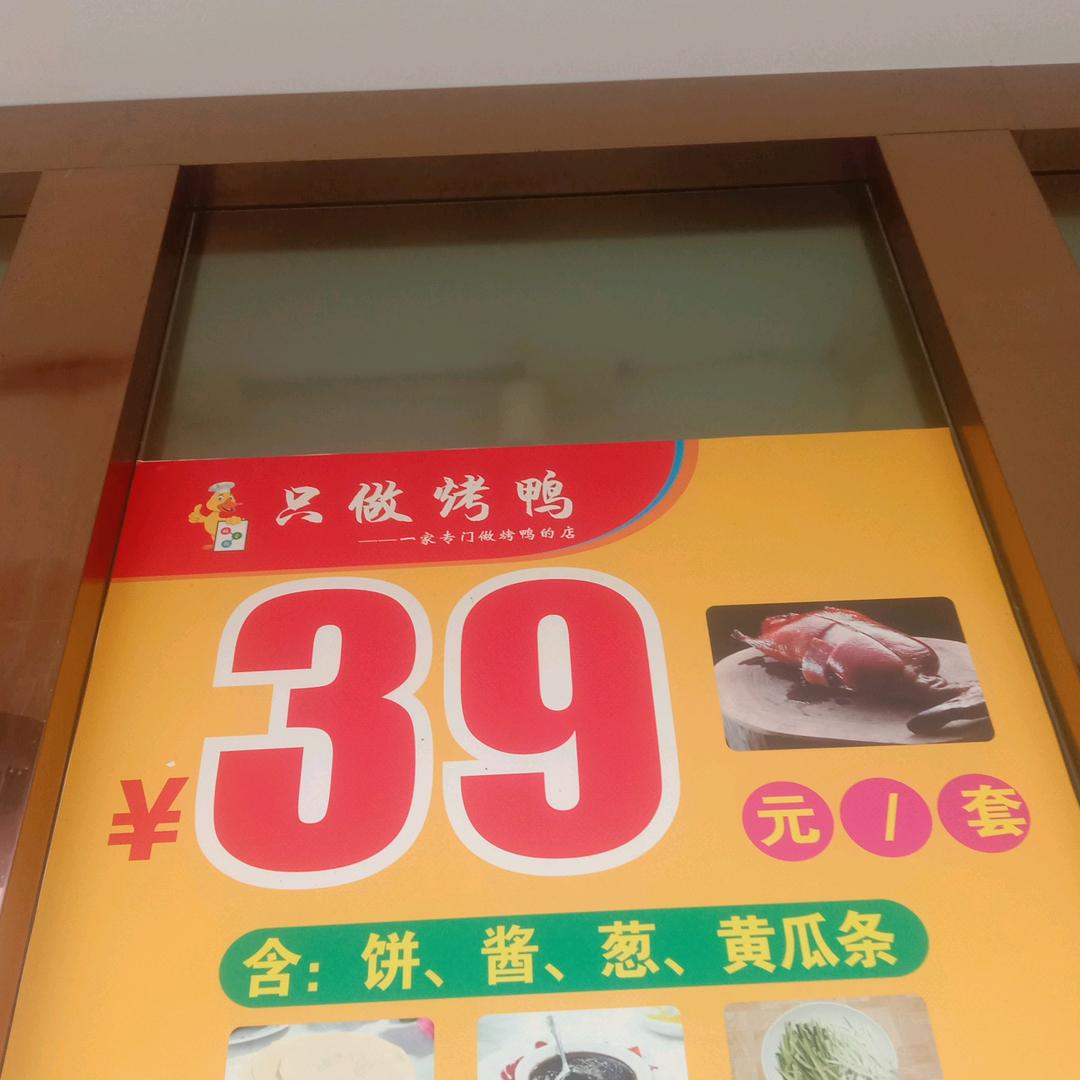 只做烤鸭
——一家专门做烤鸭的店
¥39
元/套
含：饼、酱、葱、黄瓜条